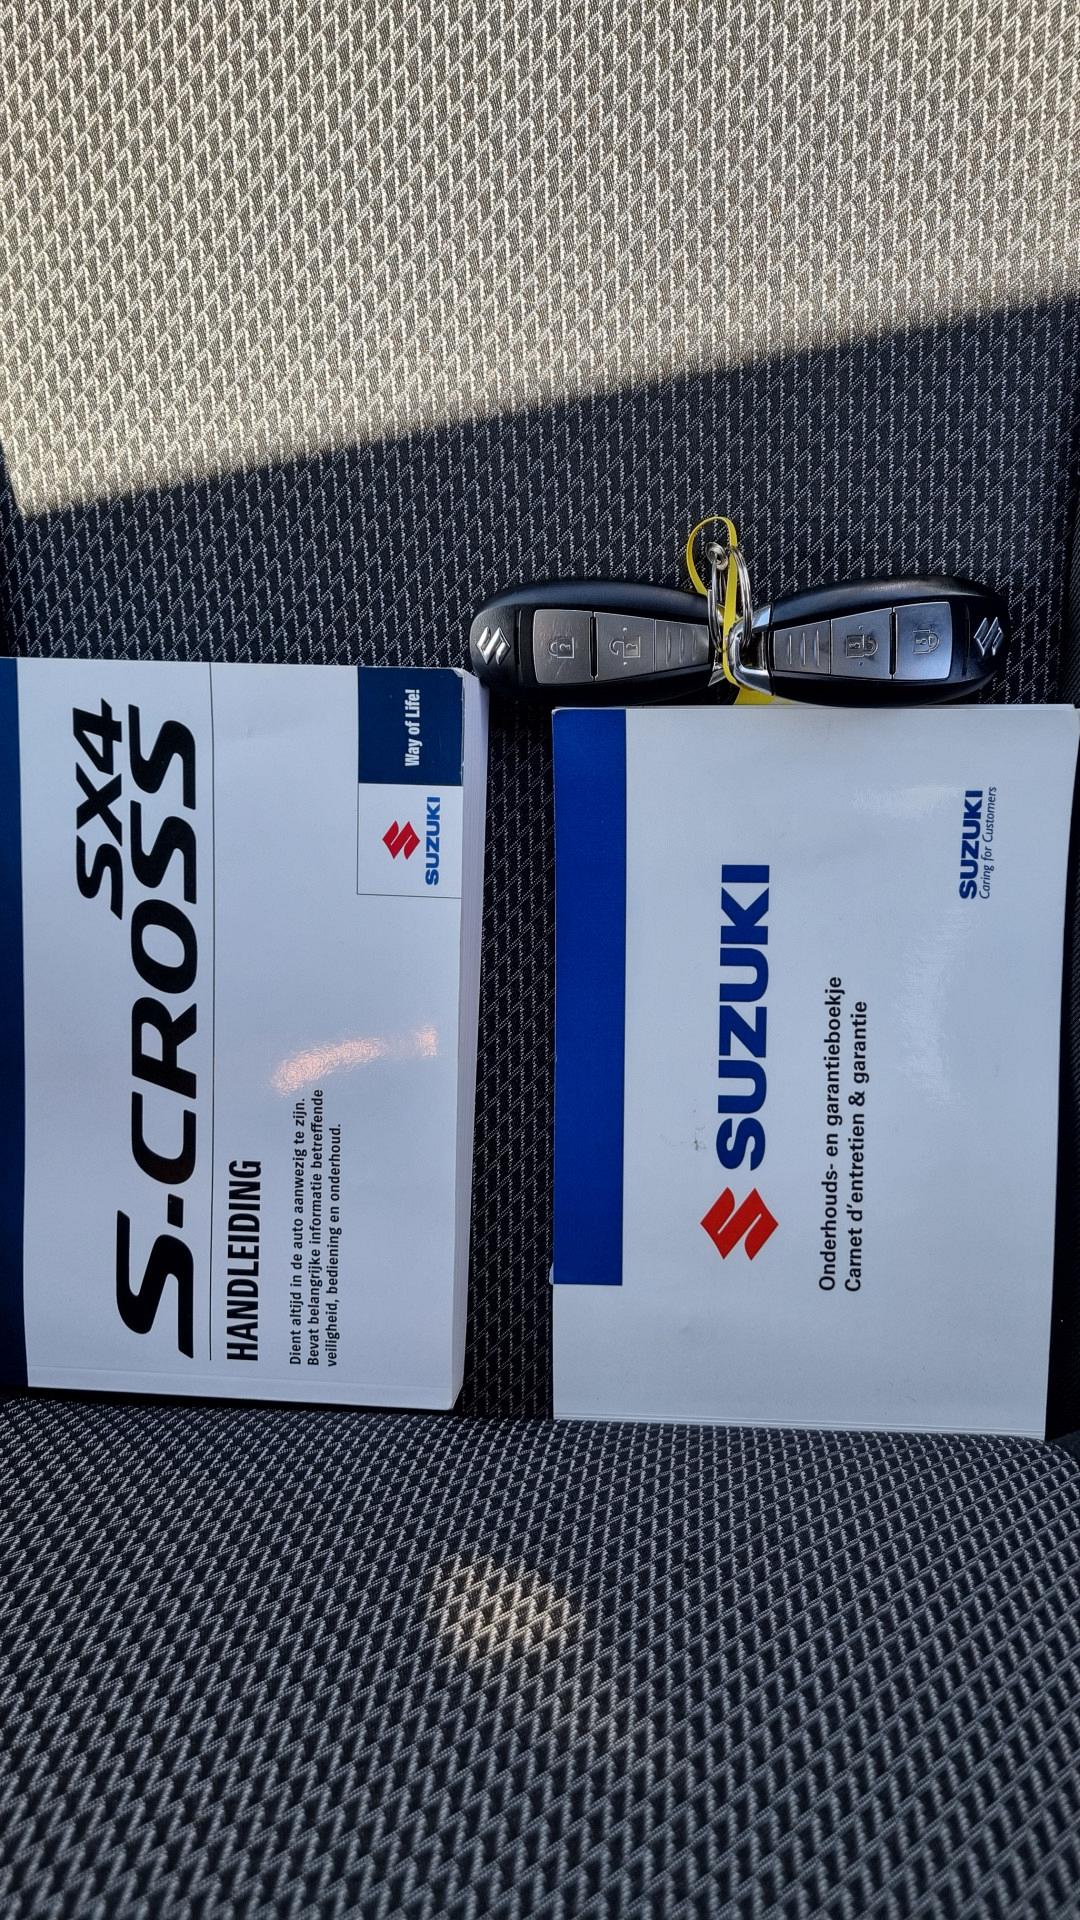 SX4
S-CROSS
HANDLEIDING
Dient altijd in de auto aanwezig te zijn.
Bevat belangrijke informatie betreffende
veiligheid, bediening en onderhoud.
Way of Life!
SUZUKI
SUZUKI
Onderhouds- en garantieboekje
Carnet d'entretien & garantie
SUZUKI
Caring for Customers